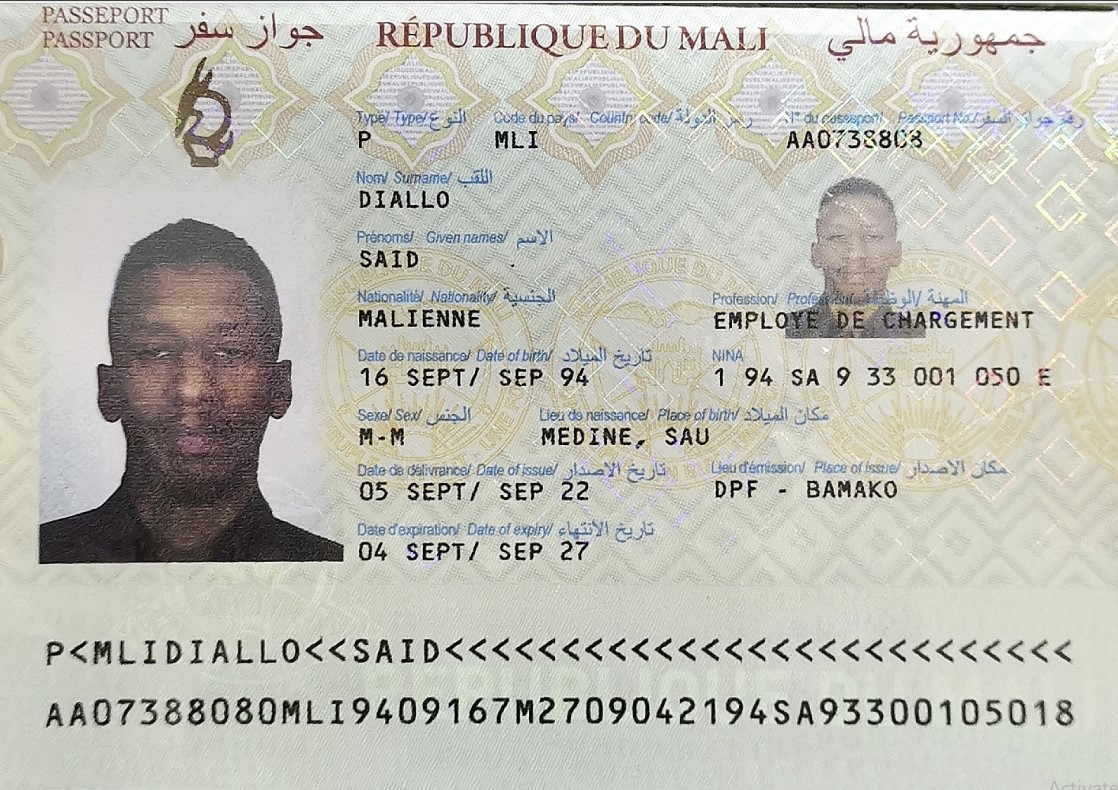 PASSEPORT
PASSPORT جواز سفر RÉPUBLIQUE DU MALI جمهورية مالي
Type/ Type/ النوع Code du pays/ Country code/ رمز الدولة N° du passeport/ Passport No./ رقم جواز السفر
P MLI AA0738808
Nom/ Surname/ اللقب
DIALLO
Prénoms/ Given names/ الاسم
SAID
Nationalité/ Nationality/ الجنسية Profession/ Profession/ المهنة/ الوظيفة
MALIENNE EMPLOYE DE CHARGEMENT
Date de naissance/ Date of birth/ تاريخ الميلاد NINA
16 SEPT/ SEP 94 1 94 SA 9 33 001 050 E
Sexe/ Sex/ الجنس Lieu de naissance/ Place of birth/ مكان الميلاد
M-M MEDINE, SAU
Date de délivrance/ Date of issue/ تاريخ الاصدار Lieu d'émission/ Place of issue/ مكان الاصدار
05 SEPT/ SEP 22 DPF - BAMAKO
Date d'expiration/ Date of expiry/ تاريخ الانتهاء
04 SEPT/ SEP 27
P<MLIDIALLO<<SAID<<<<<<<<<<<<<<<<<<<<<<<<<<<
AA07388080MLI9409167M2709042194SA93300105018